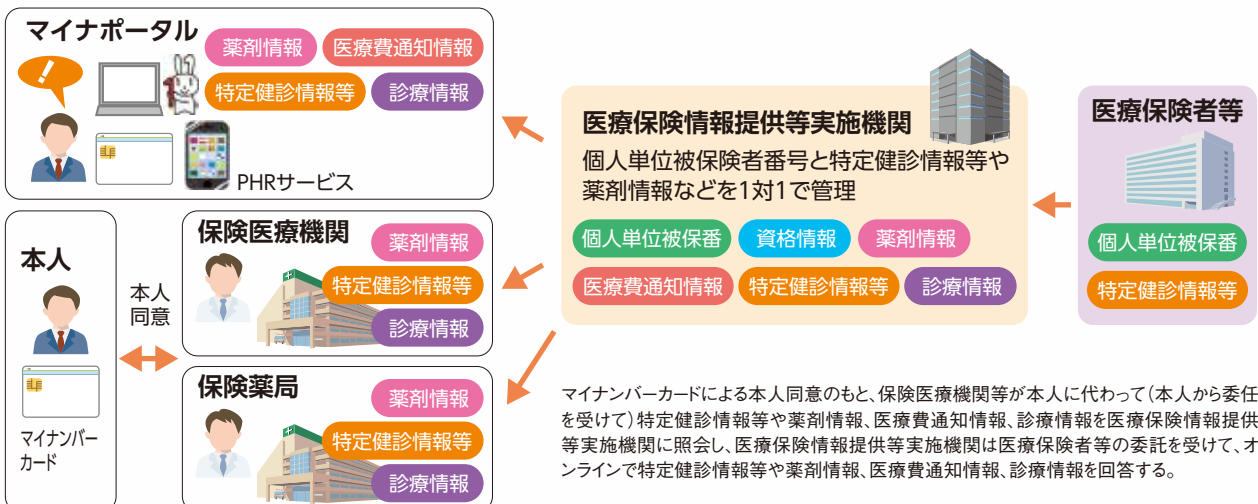 マイナポータル
薬剤情報
医療費通知情報
特定健診情報等
診療情報
PHRサービス
本人
マイナンバー
カード
本人
同意
保険医療機関
薬剤情報
特定健診情報等
診療情報
保険薬局
薬剤情報
特定健診情報等
診療情報
医療保険情報提供等実施機関
個人単位被保険者番号と特定健診情報等や
薬剤情報などを1対1で管理
個人単位被保番
資格情報
薬剤情報
医療費通知情報
特定健診情報等
診療情報
医療保険者等
個人単位被保番
特定健診情報等
マイナンバーカードによる本人同意のもと、保険医療機関等が本人に代わって(本人から委任
を受けて)特定健診情報等や薬剤情報、医療費通知情報、診療情報を医療保険情報提供
等実施機関に照会し、医療保険情報提供等実施機関は医療保険者等の委託を受けて、オ
ンラインで特定健診情報等や薬剤情報、医療費通知情報、診療情報を回答する。